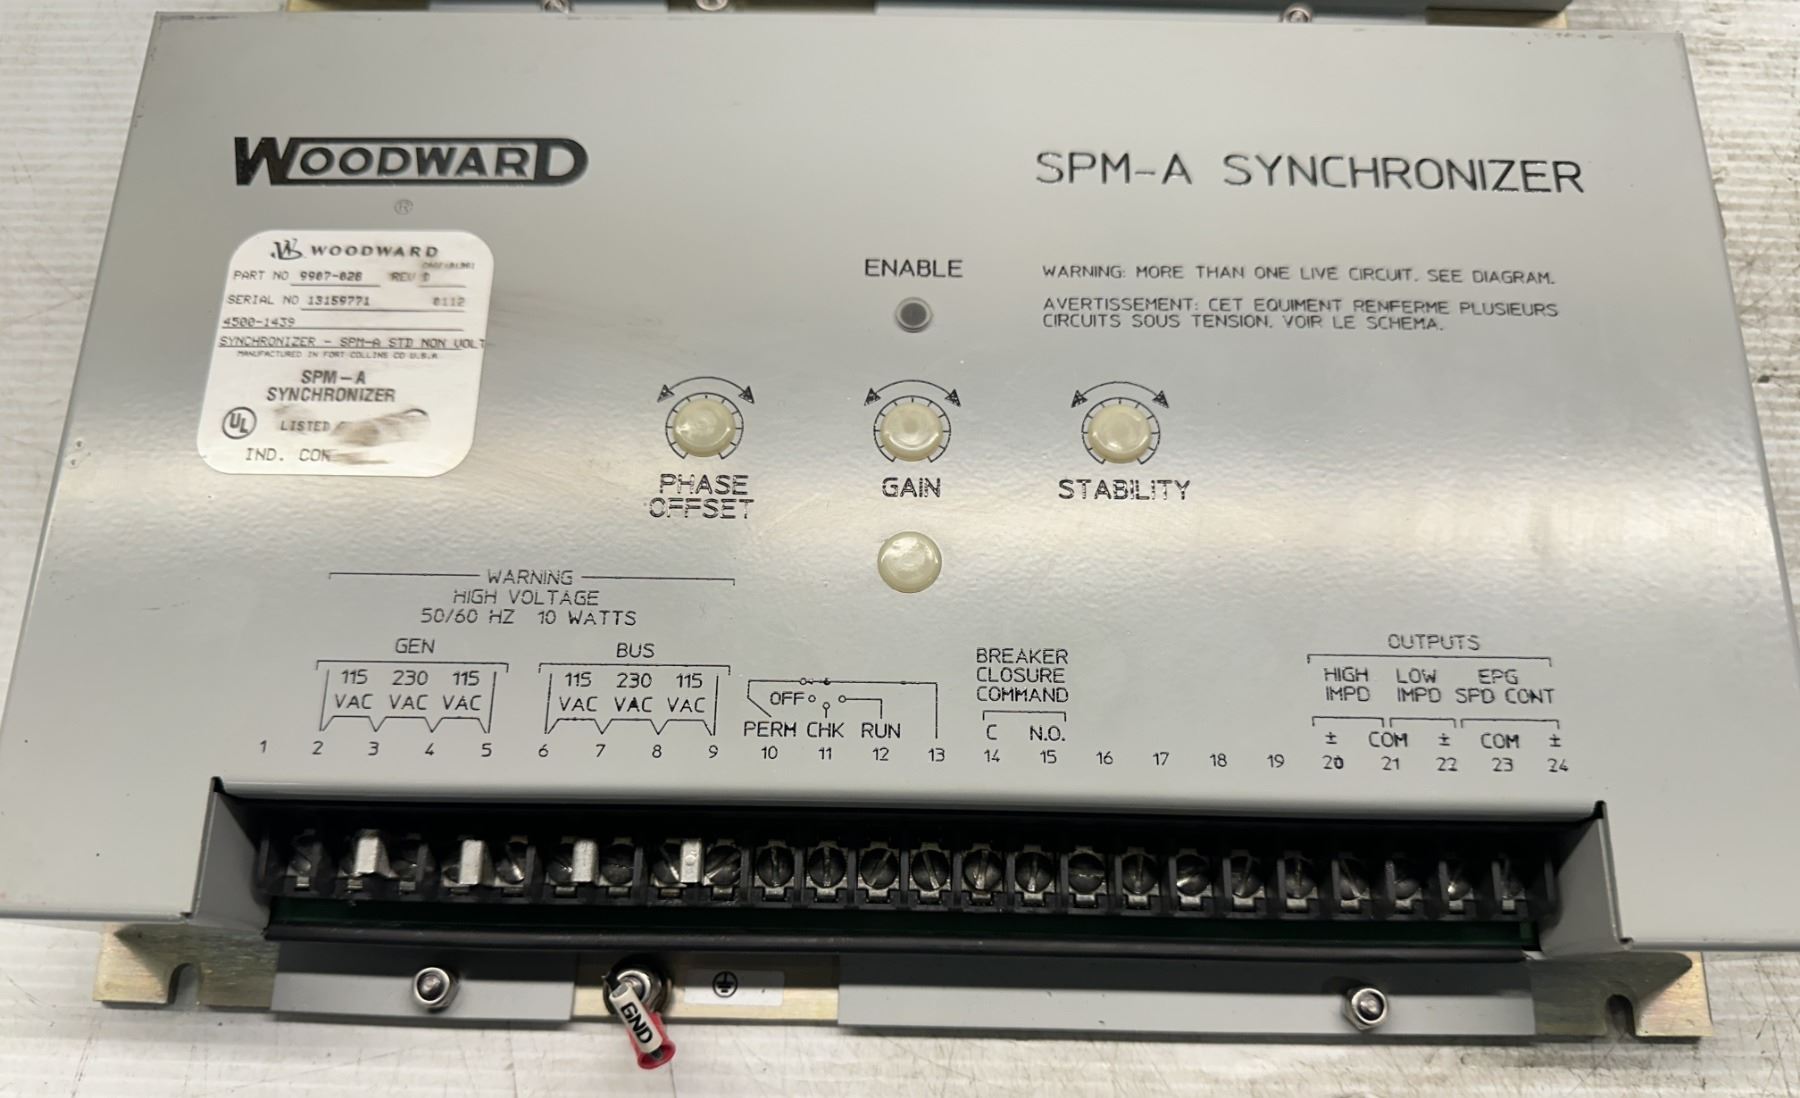 WOODWARD
®
SPM-A SYNCHRONIZER
WOODWARD
PART NO 9907-028 REV D
SERIAL NO 13159771 0112
4500-1439
SYNCHRONIZER - SPM-A STD NON VOLT
MANUFACTURED IN FORT COLLINS CO U.S.A.
SPM-A
SYNCHRONIZER
UL LISTED
IND. CON
ENABLE
WARNING: MORE THAN ONE LIVE CIRCUIT. SEE DIAGRAM.
AVERTISSEMENT: CET EQUIMENT RENFERME PLUSIEURS
CIRCUITS SOUS TENSION. VOIR LE SCHEMA.
PHASE
OFFSET
GAIN
STABILITY
WARNING
HIGH VOLTAGE
50/60 HZ 10 WATTS
GEN
115 230 115
VAC VAC VAC
BUS
115 230 115
VAC VAC VAC
OFF
PERM CHK RUN
BREAKER
CLOSURE
COMMAND
C N.O.
OUTPUTS
HIGH LOW EPG
IMPD IMPD SPD CONT
± COM ± COM ±
1 2 3 4 5 6 7 8 9 10 11 12 13 14 15 16 17 18 19 20 21 22 23 24
GND